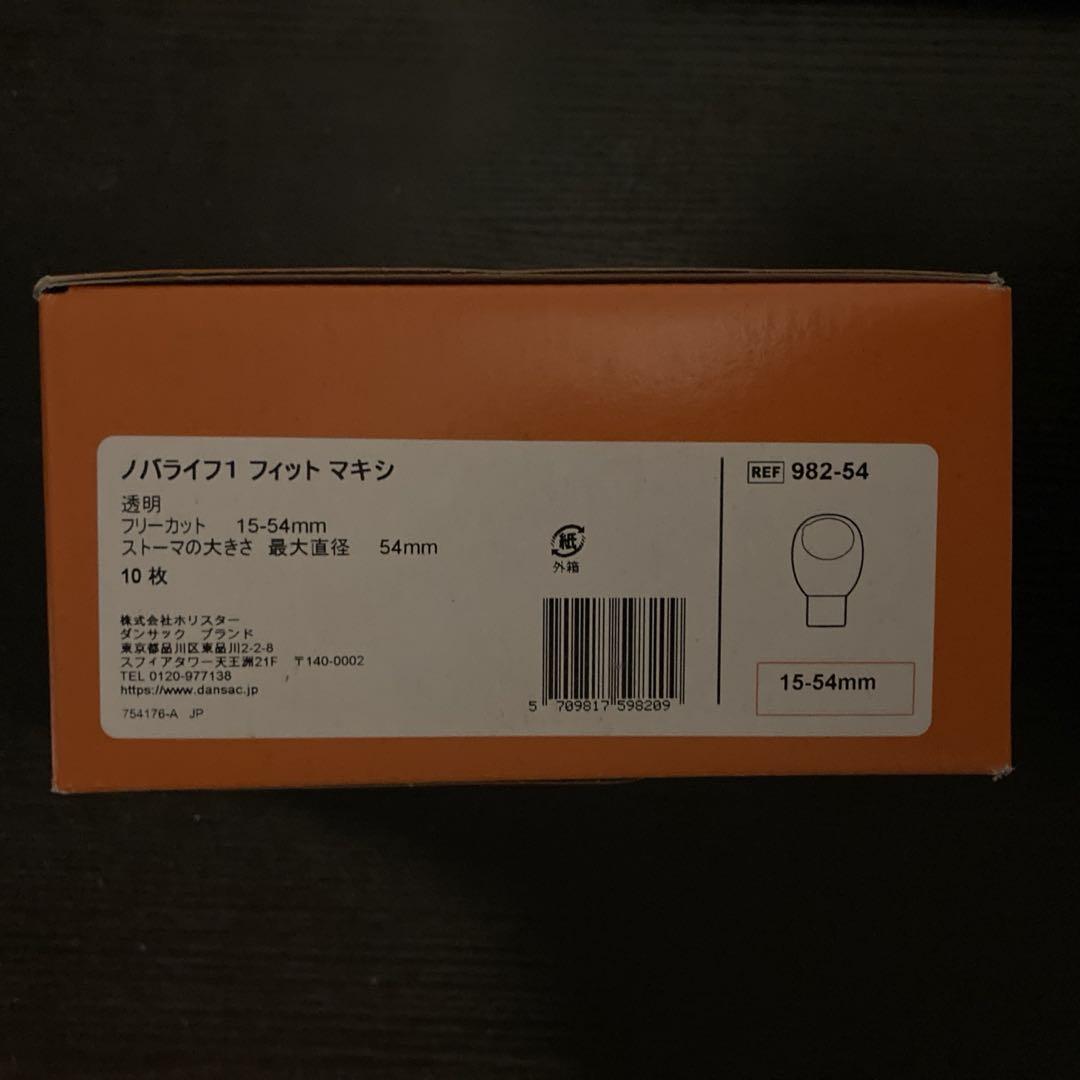 ノバライフ1 フィット マキシ
透明
フリーカット 15-54mm
ストーマの大きさ 最大直径 54mm
10 枚
株式会社ホリスター
ダンサック ブランド
東京都品川区東品川2-2-8
スフィアタワー天王洲21F 〒140-0002
TEL 0120-977138
https://www.dansac.jp
754176-A JP
紙
外箱
5 709817 598209
REF 982-54
15-54mm